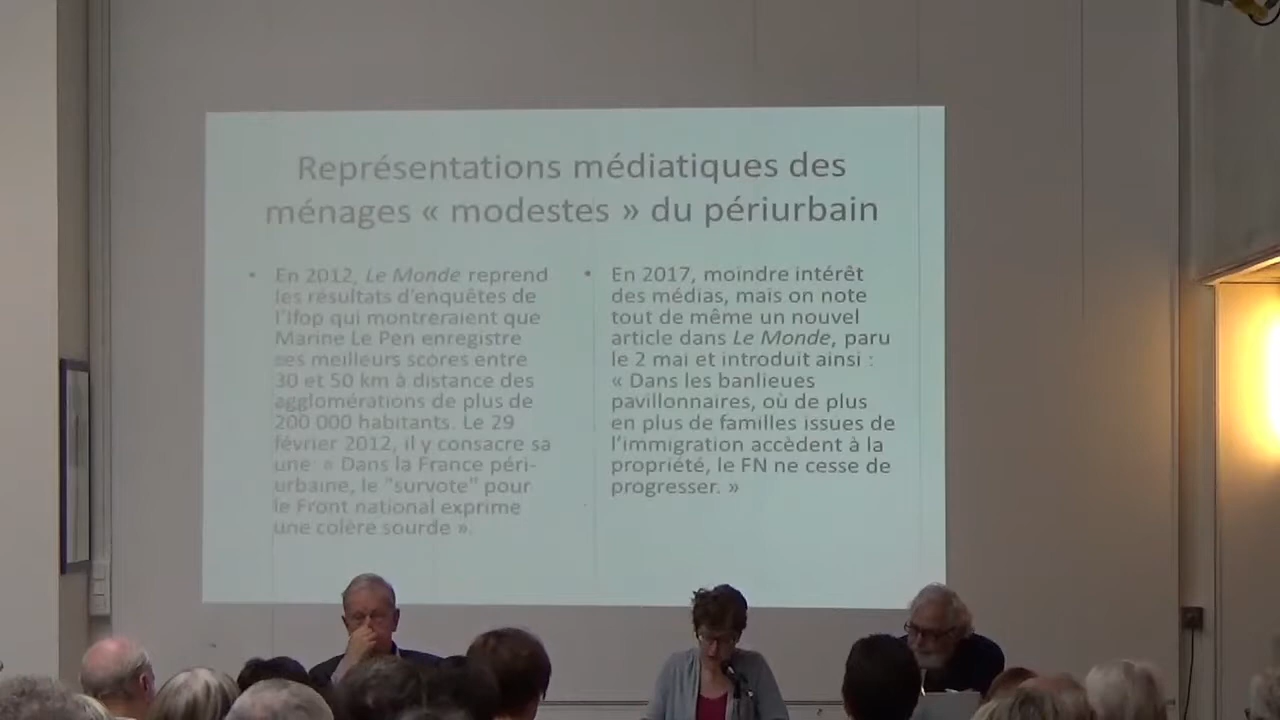 Représentations médiatiques des
ménages « modestes » du périurbain
• En 2012, Le Monde reprend
les résultats d'enquêtes de
l'Ifop qui montreraient que
Marine Le Pen enregistre
ses meilleurs scores entre
30 et 50 km à distance des
agglomérations de plus de
200 000 habitants. Le 29
février 2012, il y consacre sa
une : « Dans la France péri-
urbaine, le "survote" pour
le Front national exprime
une colère sourde ».
• En 2017, moindre intérêt
des médias, mais on note
tout de même un nouvel
article dans Le Monde, paru
le 2 mai et introduit ainsi :
« Dans les banlieues
pavillonnaires, où de plus
en plus de familles issues de
l'immigration accèdent à la
propriété, le FN ne cesse de
progresser. »